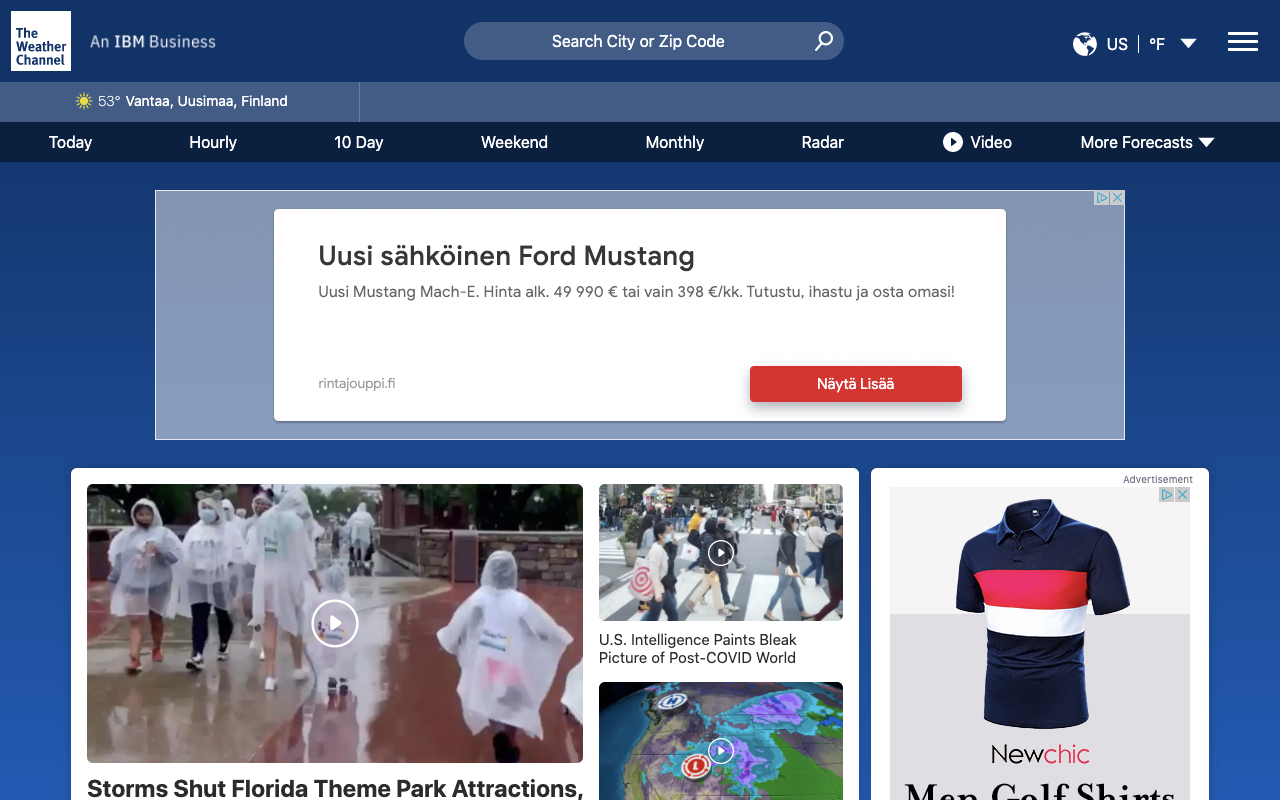 The
Weather
Channel
An IBM Business
Search City or Zip Code
US
°F
53° Vantaa, Uusimaa, Finland
Today
Hourly
10 Day
Weekend
Monthly
Radar
Video
More Forecasts
Uusi sähköinen Ford Mustang
Uusi Mustang Mach-E. Hinta alk. 49 990 € tai vain 398 €/kk. Tutustu, ihastu ja osta omasi!
rintajouppi.fi
Näytä Lisää
Storms Shut Florida Theme Park Attractions,
U.S. Intelligence Paints Bleak
Picture of Post-COVID World
H
L
Advertisement
Newchic
Men Golf Shirts